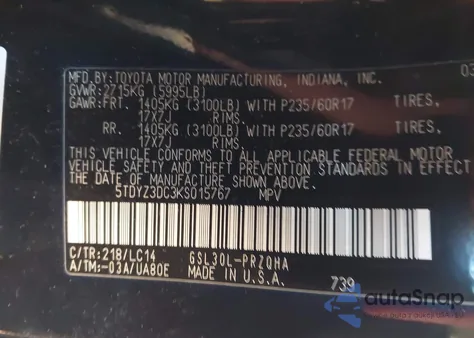 MFD.BY:TOYOTA MOTOR MANUFACTURING, INDIANA, INC. 03
GVWR:2715KG (5995LB)
GAWR:FRT. 1405KG (3100LB) WITH P235/60R17 TIRES,
17X7J RIMS,
RR. 1405KG (3100LB) WITH P235/60R17 TIRES,
17X7J RIMS,
THIS VEHICLE CONFORMS TO ALL APPLICABLE FEDERAL MOTOR
VEHICLE SAFETY AND THEFT PREVENTION STANDARDS IN EFFECT
THE DATE OF MANUFACTURE SHOWN ABOVE.
5TDYZ3DC3KS015767 MPV
C/TR:218/LC14 GSL30L-PRZQHA
A/TM:-03A/UA80E MADE IN U.S.A.
739
autoSnap